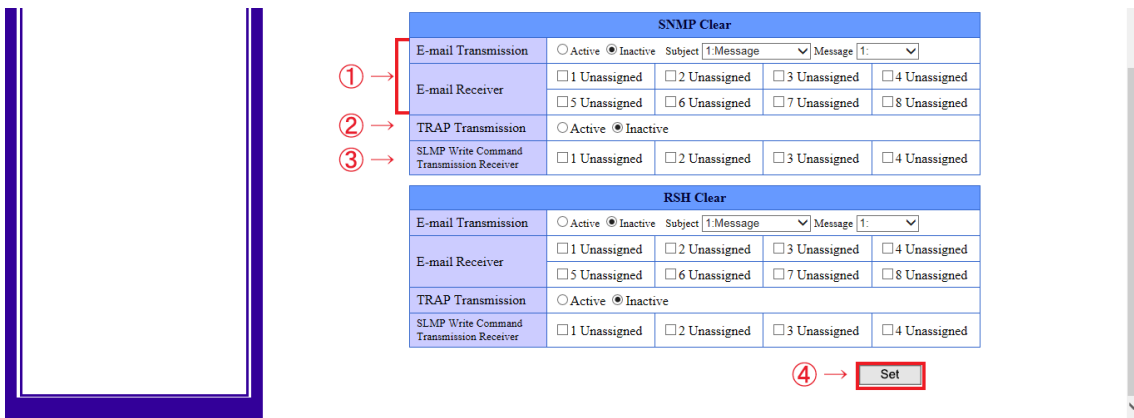 SNMP Clear
E-mail Transmission Active Inactive Subject 1:Message Message 1:
① → E-mail Receiver 1 Unassigned 2 Unassigned 3 Unassigned 4 Unassigned
5 Unassigned 6 Unassigned 7 Unassigned 8 Unassigned
② → TRAP Transmission Active Inactive
③ → SLMP Write Command
Transmission Receiver 1 Unassigned 2 Unassigned 3 Unassigned 4 Unassigned
RSH Clear
E-mail Transmission Active Inactive Subject 1:Message Message 1:
E-mail Receiver 1 Unassigned 2 Unassigned 3 Unassigned 4 Unassigned
5 Unassigned 6 Unassigned 7 Unassigned 8 Unassigned
TRAP Transmission Active Inactive
SLMP Write Command
Transmission Receiver 1 Unassigned 2 Unassigned 3 Unassigned 4 Unassigned
④ → Set